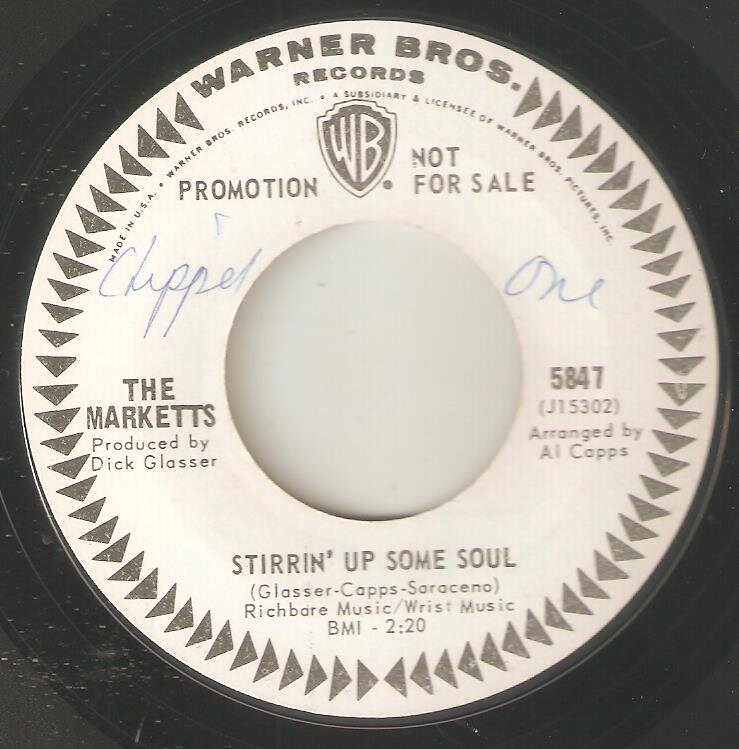 WARNER BROS.
RECORDS
MADE IN U.S.A. • WARNER BROS. RECORDS, INC. • A SUBSIDIARY & LICENSEE OF WARNER BROS. PICTURES, INC.
WB
PROMOTION
NOT
FOR SALE
One
THE
MARKETTS
Produced by
Dick Glasser
5847
(J15302)
Arranged by
Al Capps
STIRRIN' UP SOME SOUL
(Glasser-Capps-Saraceno)
Richbare Music/Wrist Music
BMI - 2:20